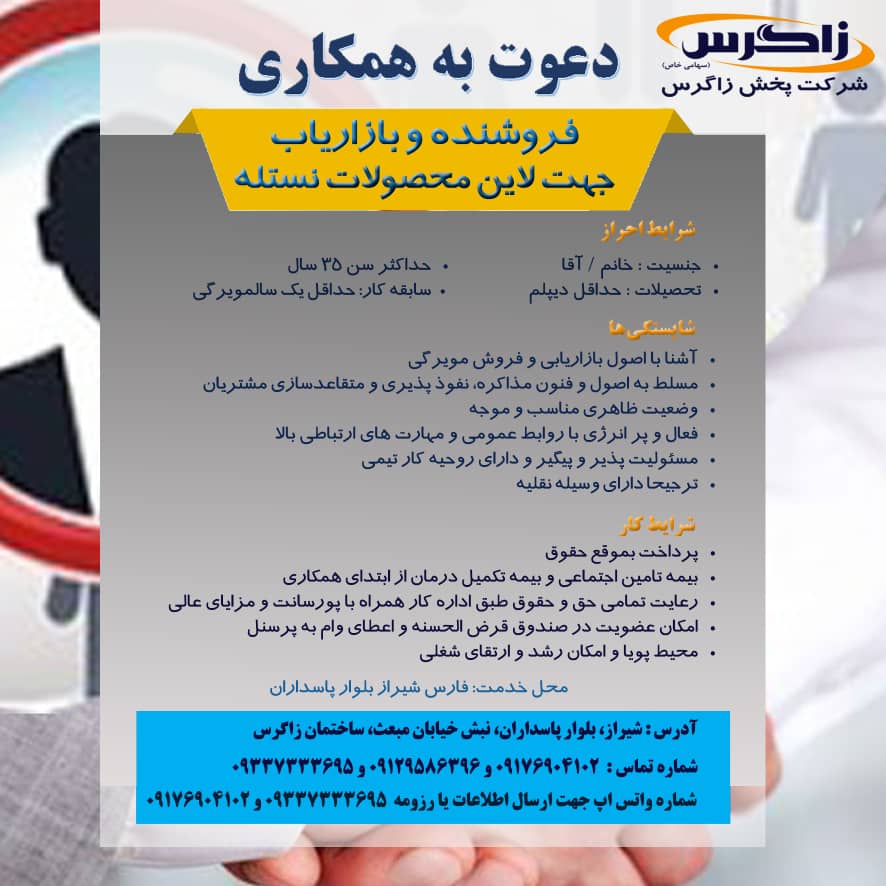 زاگرس
(سهامی خاص)
شرکت پخش زاگرس
دعوت به همکاری
فروشنده و بازاریاب
جهت لاین محصولات نستله
شرایط احراز
• جنسیت : خانم / آقا
• حداکثر سن ۳۵ سال
• تحصیلات : حداقل دیپلم
• سابقه کار: حداقل یک سالمویرگی
شایستگی‌ها
• آشنا با اصول بازاریابی و فروش مویرگی
• مسلط به اصول و فنون مذاکره، نفوذ پذیری و متقاعدسازی مشتریان
• وضعیت ظاهری مناسب و موجه
• فعال و پر انرژی با روابط عمومی و مهارت های ارتباطی بالا
• مسئولیت پذیر و پیگیر و دارای روحیه کار تیمی
• ترجیحا دارای وسیله نقلیه
شرایط کار
• پرداخت بموقع حقوق
• بیمه تامین اجتماعی و بیمه تکمیل درمان از ابتدای همکاری
• رعایت تمامی حق و حقوق طبق اداره کار همراه با پورسانت و مزایای عالی
• امکان عضویت در صندوق قرض الحسنه و اعطای وام به پرسنل
• محیط پویا و امکان رشد و ارتقای شغلی
محل خدمت: فارس شیراز بلوار پاسداران
آدرس : شیراز، بلوار پاسداران، نبش خیابان مبعث، ساختمان زاگرس
شماره تماس : ۰۹۱۷۶۹۰۴۱۰۲ و ۰۹۱۲۹۵۸۶۳۹۶ و ۰۹۳۳۷۳۳۳۶۹۵
شماره واتس اپ جهت ارسال اطلاعات یا رزومه ۰۹۳۳۷۳۳۳۶۹۵ و ۰۹۱۷۶۹۰۴۱۰۲